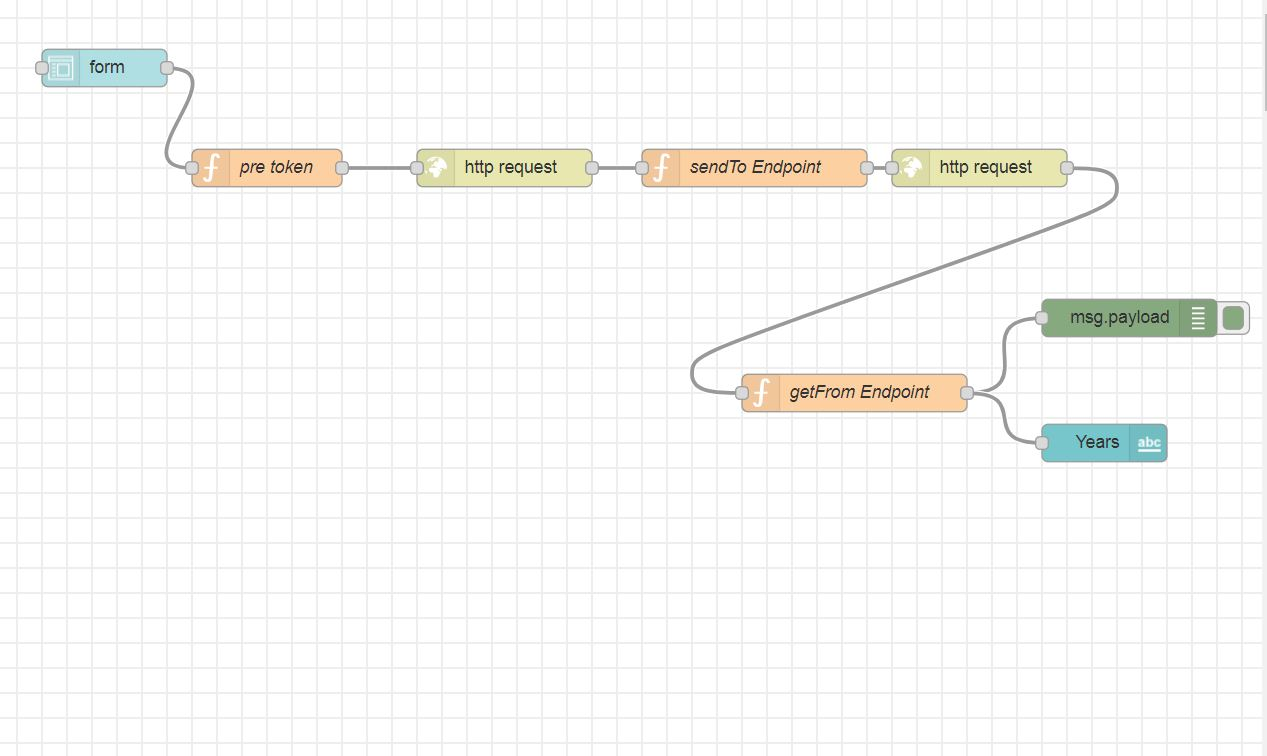 form
pre token
http request
sendTo Endpoint
http request
msg.payload
getFrom Endpoint
Years
abc